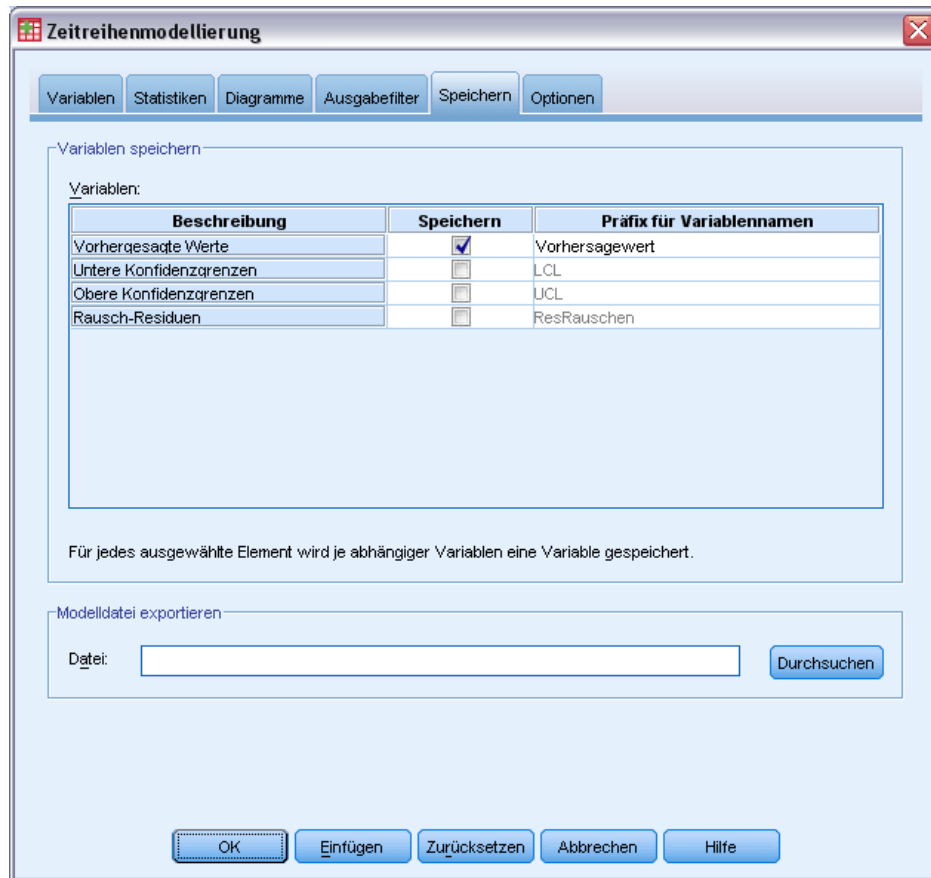 Zeitreihenmodellierung
Variablen Statistiken Diagramme Ausgabefilter Speichern Optionen
Variablen speichern
Variablen:
Beschreibung Speichern Präfix für Variablennamen
Vorhergesagte Werte Vorhersagewert
Untere Konfidenzgrenzen LCL
Obere Konfidenzgrenzen UCL
Rausch-Residuen ResRauschen
Für jedes ausgewählte Element wird je abhängiger Variablen eine Variable gespeichert.
Modelldatei exportieren
Datei: Durchsuchen
OK Einfügen Zurücksetzen Abbrechen Hilfe